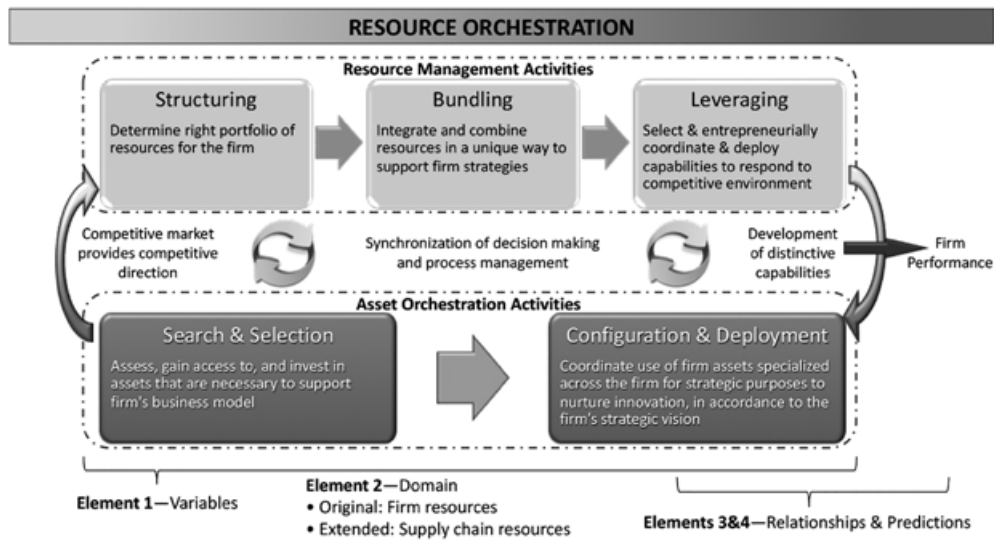 RESOURCE ORCHESTRATION
Resource Management Activities
Structuring
Determine right portfolio of
resources for the firm
Bundling
Integrate and combine
resources in a unique way to
support firm strategies
Leveraging
Select & entrepreneurially
coordinate & deploy
capabilities to respond to
competitive environment
Competitive market
provides competitive
direction
Synchronization of decision making
and process management
Development
of distinctive
capabilities
Firm
Performance
Asset Orchestration Activities
Search & Selection
Assess, gain access to, and invest in
assets that are necessary to support
firm's business model
Configuration & Deployment
Coordinate use of firm assets specialized
across the firm for strategic purposes to
nurture innovation, in accordance to the
firm's strategic vision
Element 1—Variables
Element 2—Domain
• Original: Firm resources
• Extended: Supply chain resources
Elements 3&4—Relationships & Predictions